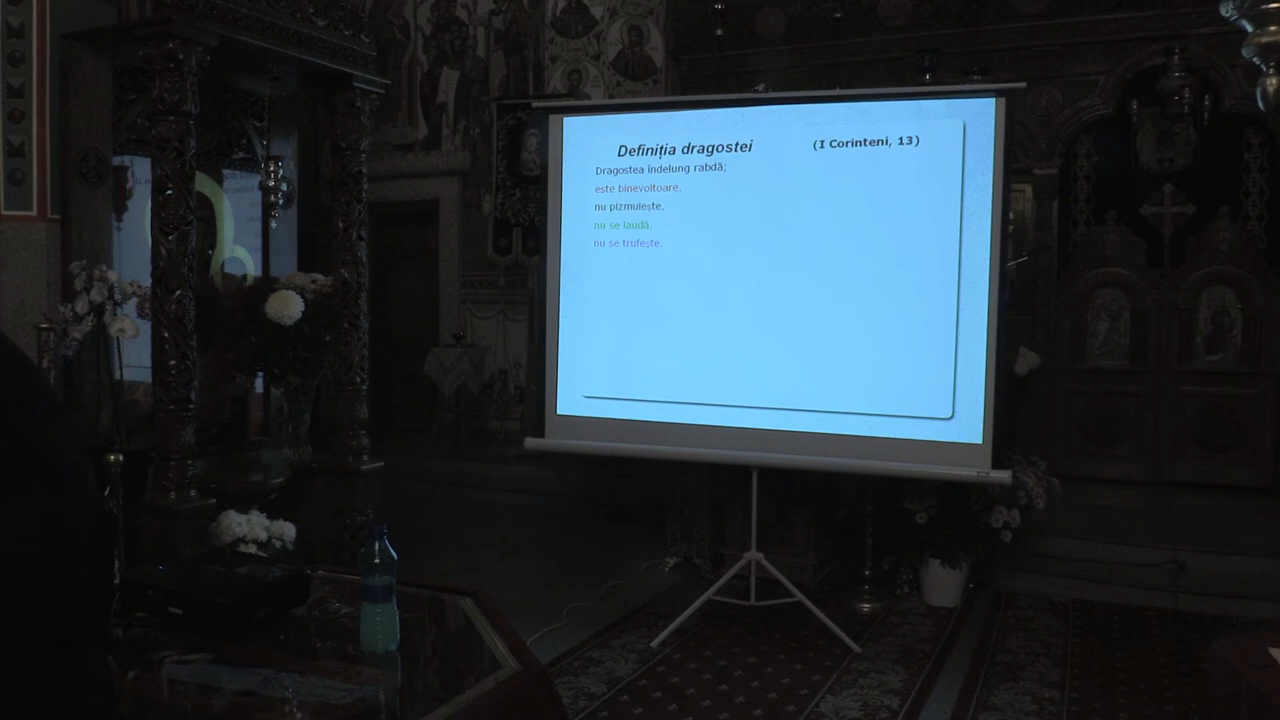 Definiția dragostei (I Corinteni, 13)
Dragostea îndelung rabdă;
este binevoitoare,
nu pizmuiește,
nu se laudă,
nu se trufește.